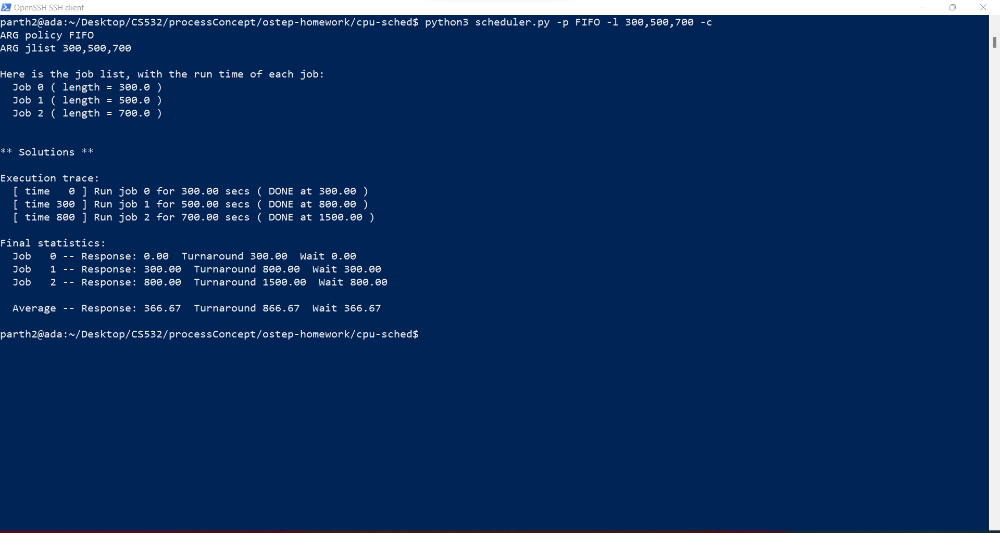 OpenSSH SSH client
parth2@ada:~/Desktop/CS532/processConcept/ostep-homework/cpu-sched$ python3 scheduler.py -p FIFO -l 300,500,700 -c
ARG policy FIFO
ARG jlist 300,500,700
Here is the job list, with the run time of each job:
  Job 0 ( length = 300.0 )
  Job 1 ( length = 500.0 )
  Job 2 ( length = 700.0 )
** Solutions **
Execution trace:
  [ time   0 ] Run job 0 for 300.00 secs ( DONE at 300.00 )
  [ time 300 ] Run job 1 for 500.00 secs ( DONE at 800.00 )
  [ time 800 ] Run job 2 for 700.00 secs ( DONE at 1500.00 )
Final statistics:
  Job   0 -- Response: 0.00  Turnaround 300.00  Wait 0.00
  Job   1 -- Response: 300.00  Turnaround 800.00  Wait 300.00
  Job   2 -- Response: 800.00  Turnaround 1500.00  Wait 800.00
  Average -- Response: 366.67  Turnaround 866.67  Wait 366.67
parth2@ada:~/Desktop/CS532/processConcept/ostep-homework/cpu-sched$